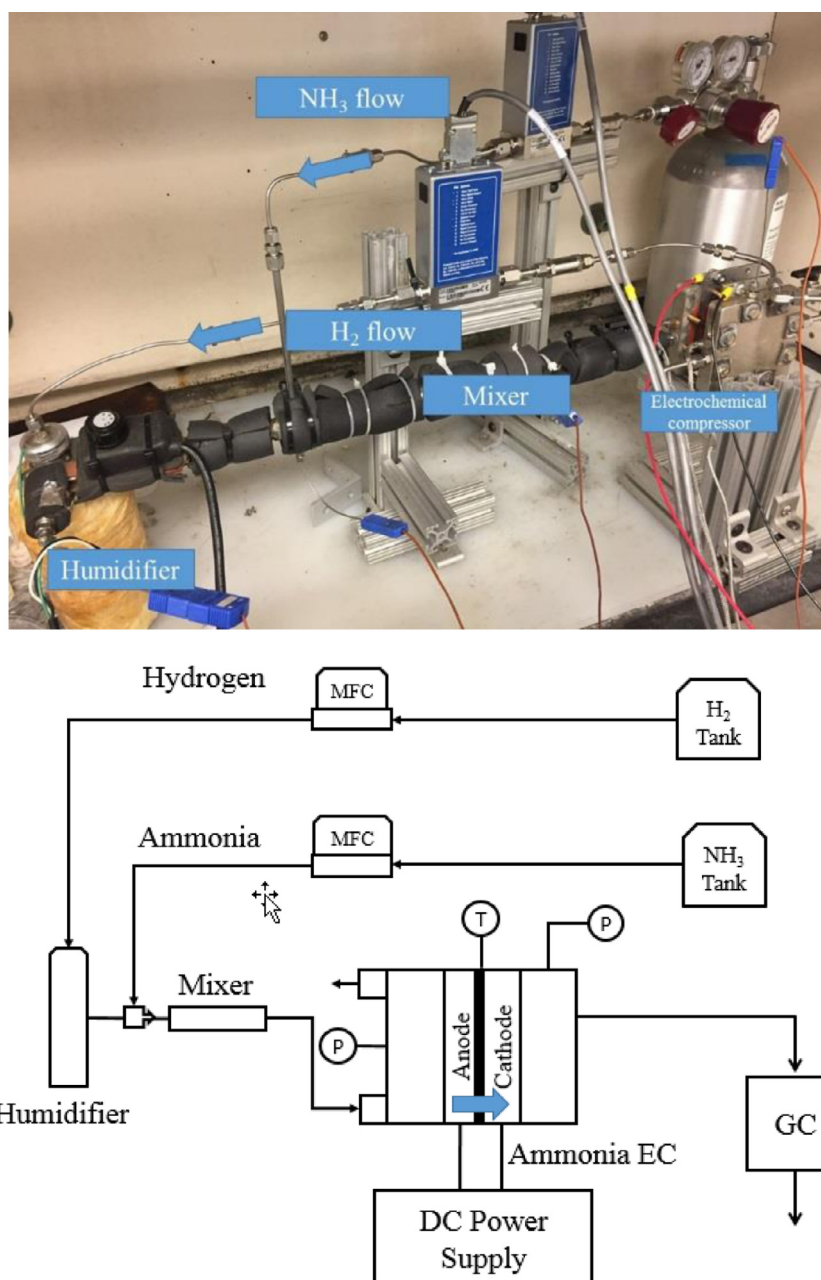 NH₃ flow
H₂ flow
Mixer
Electrochemical
compressor
Humidifier
Hydrogen
MFC
H₂
Tank
Ammonia
MFC
NH₃
Tank
T
P
Mixer
P
Anode
Cathode
Humidifier
GC
Ammonia EC
DC Power
Supply